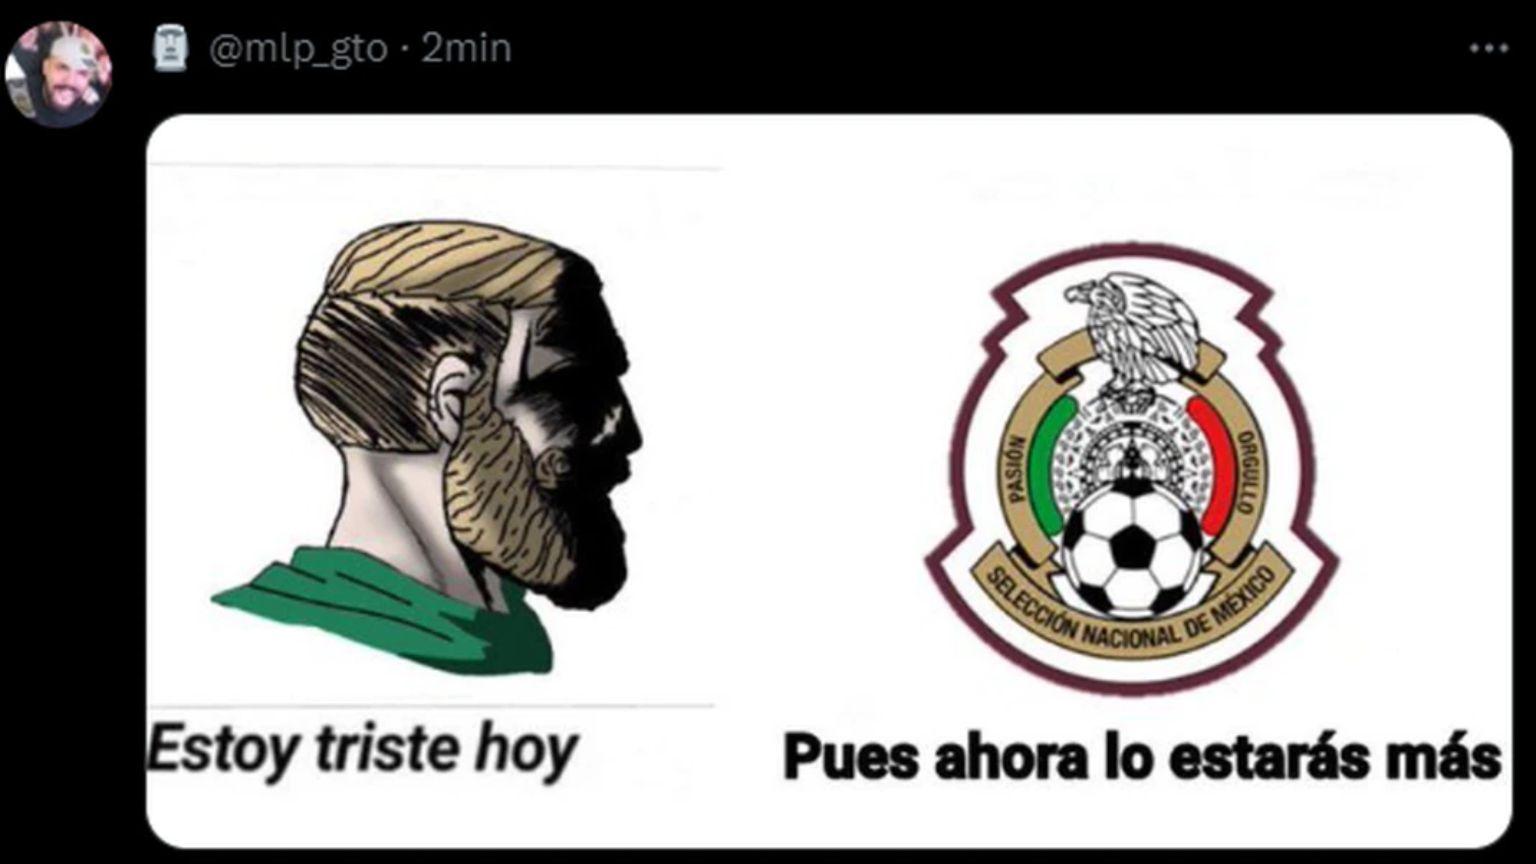 @mlp_gto · 2min
PASIÓN
ORGULLO
SELECCIÓN NACIONAL DE MÉXICO
Estoy triste hoy
Pues ahora lo estarás más